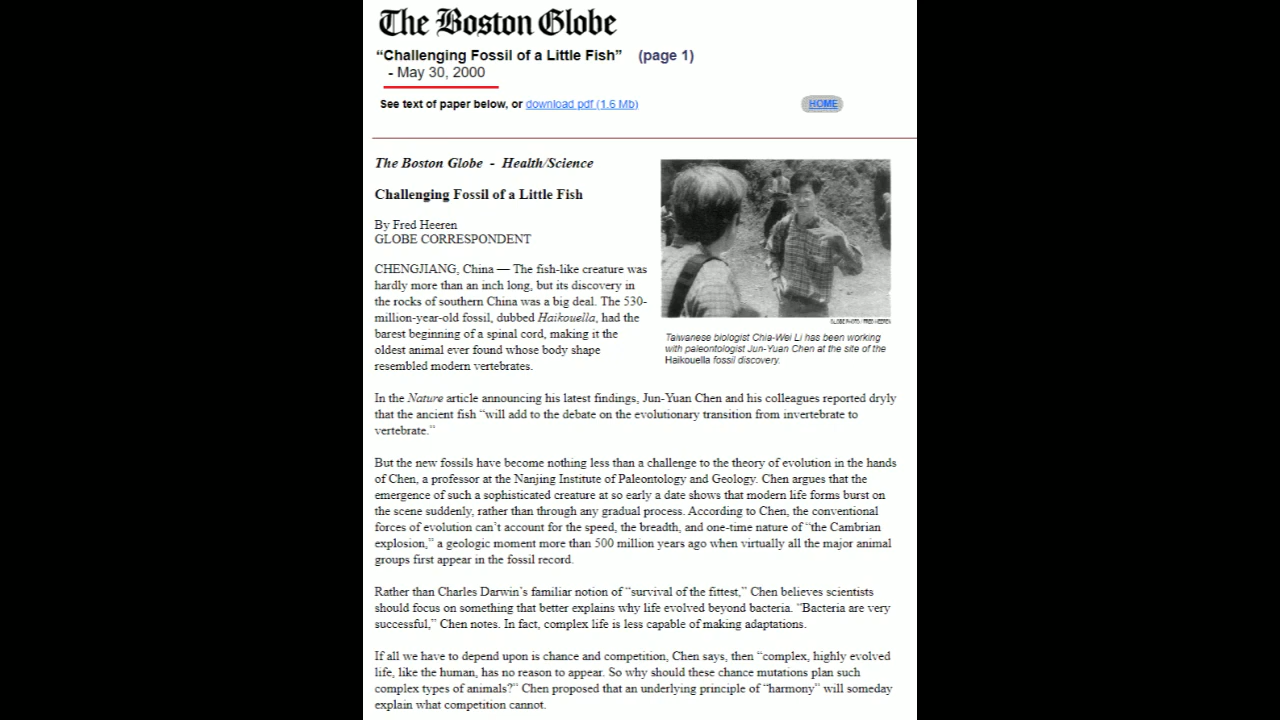 The Boston Globe
“Challenging Fossil of a Little Fish” (page 1)
- May 30, 2000
See text of paper below, or download pdf (1.6 Mb)
HOME
The Boston Globe - Health/Science
Challenging Fossil of a Little Fish
By Fred Heeren
GLOBE CORRESPONDENT
CHENGJIANG, China — The fish-like creature was
hardly more than an inch long, but its discovery in
the rocks of southern China was a big deal. The 530-
million-year-old fossil, dubbed Haikouella, had the
barest beginning of a spinal cord, making it the
oldest animal ever found whose body shape
resembled modern vertebrates.
Taiwanese biologist Chia-Wei Li has been working
with paleontologist Jun-Yuan Chen at the site of the
Haikouella fossil discovery.
In the Nature article announcing his latest findings, Jun-Yuan Chen and his colleagues reported dryly
that the ancient fish “will add to the debate on the evolutionary transition from invertebrate to
vertebrate.”
But the new fossils have become nothing less than a challenge to the theory of evolution in the hands
of Chen, a professor at the Nanjing Institute of Paleontology and Geology. Chen argues that the
emergence of such a sophisticated creature at so early a date shows that modern life forms burst on
the scene suddenly, rather than through any gradual process. According to Chen, the conventional
forces of evolution can’t account for the speed, the breadth, and one-time nature of “the Cambrian
explosion,” a geologic moment more than 500 million years ago when virtually all the major animal
groups first appear in the fossil record.
Rather than Charles Darwin’s familiar notion of “survival of the fittest,” Chen believes scientists
should focus on something that better explains why life evolved beyond bacteria. “Bacteria are very
successful,” Chen notes. In fact, complex life is less capable of making adaptations.
If all we have to depend upon is chance and competition, Chen says, then “complex, highly evolved
life, like the human, has no reason to appear. So why should these chance mutations plan such
complex types of animals?” Chen proposed that an underlying principle of “harmony” will someday
explain what competition cannot.